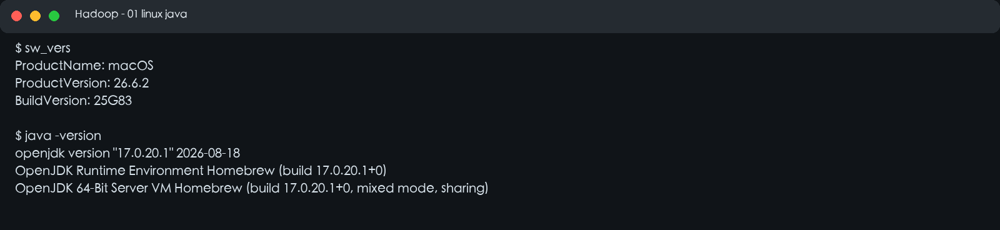 Hadoop - 01 linux java
$ sw_vers
ProductName: macOS
ProductVersion: 26.6.2
BuildVersion: 25G83
$ java -version
openjdk version "17.0.20.1" 2026-08-18
OpenJDK Runtime Environment Homebrew (build 17.0.20.1+0)
OpenJDK 64-Bit Server VM Homebrew (build 17.0.20.1+0, mixed mode, sharing)